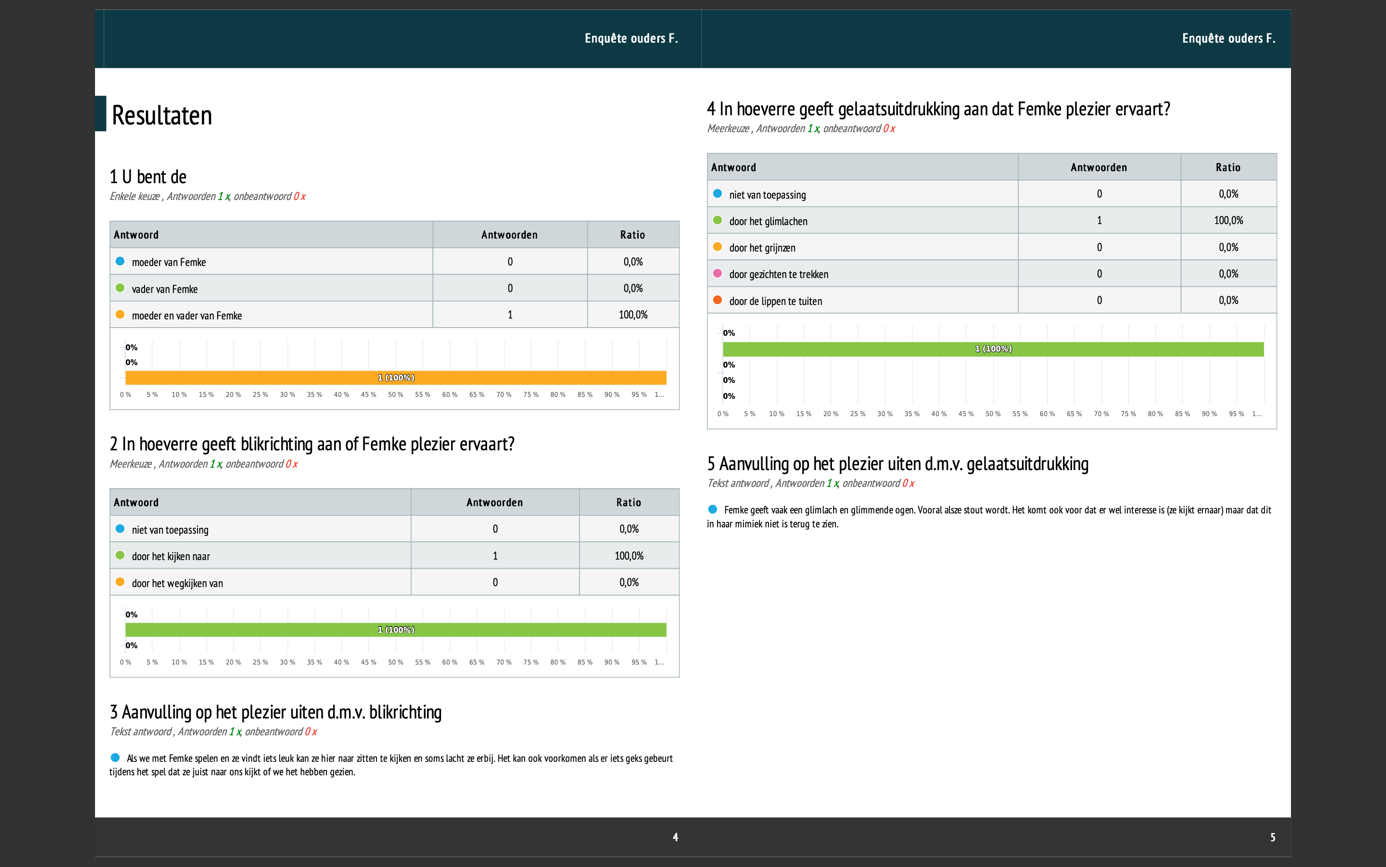 Enquête ouders F.
Resultaten
1 U bent de
Enkele keuze , Antwoorden 1 x, onbeantwoord 0 x
Antwoord Antwoorden Ratio
moeder van Femke 0 0,0%
vader van Femke 0 0,0%
moeder en vader van Femke 1 100,0%
0%
0%
1 (100%)
0 % 5 % 10 % 15 % 20 % 25 % 30 % 35 % 40 % 45 % 50 % 55 % 60 % 65 % 70 % 75 % 80 % 85 % 90 % 95 % 1...
2 In hoeverre geeft blikrichting aan of Femke plezier ervaart?
Meerkeuze , Antwoorden 1 x, onbeantwoord 0 x
Antwoord Antwoorden Ratio
niet van toepassing 0 0,0%
door het kijken naar 1 100,0%
door het wegkijken van 0 0,0%
0%
1 (100%)
0%
0 % 5 % 10 % 15 % 20 % 25 % 30 % 35 % 40 % 45 % 50 % 55 % 60 % 65 % 70 % 75 % 80 % 85 % 90 % 95 % 1...
3 Aanvulling op het plezier uiten d.m.v. blikrichting
Tekst antwoord , Antwoorden 1 x, onbeantwoord 0 x
Als we met Femke spelen en ze vindt iets leuk kan ze hier naar zitten te kijken en soms lacht ze erbij. Het kan ook voorkomen als er iets geks gebeurt
tijdens het spel dat ze juist naar ons kijkt of we het hebben gezien.
4
Enquête ouders F.
4 In hoeverre geeft gelaatsuitdrukking aan dat Femke plezier ervaart?
Meerkeuze , Antwoorden 1 x, onbeantwoord 0 x
Antwoord Antwoorden Ratio
niet van toepassing 0 0,0%
door het glimlachen 1 100,0%
door het grijnzen 0 0,0%
door gezichten te trekken 0 0,0%
door de lippen te tuiten 0 0,0%
0%
1 (100%)
0%
0%
0%
0 % 5 % 10 % 15 % 20 % 25 % 30 % 35 % 40 % 45 % 50 % 55 % 60 % 65 % 70 % 75 % 80 % 85 % 90 % 95 % 1...
5 Aanvulling op het plezier uiten d.m.v. gelaatsuitdrukking
Tekst antwoord , Antwoorden 1 x, onbeantwoord 0 x
Femke geeft vaak een glimlach en glimmende ogen. Vooral alsze stout wordt. Het komt ook voor dat er wel interesse is (ze kijkt ernaar) maar dat dit
in haar mimiek niet is terug te zien.
5